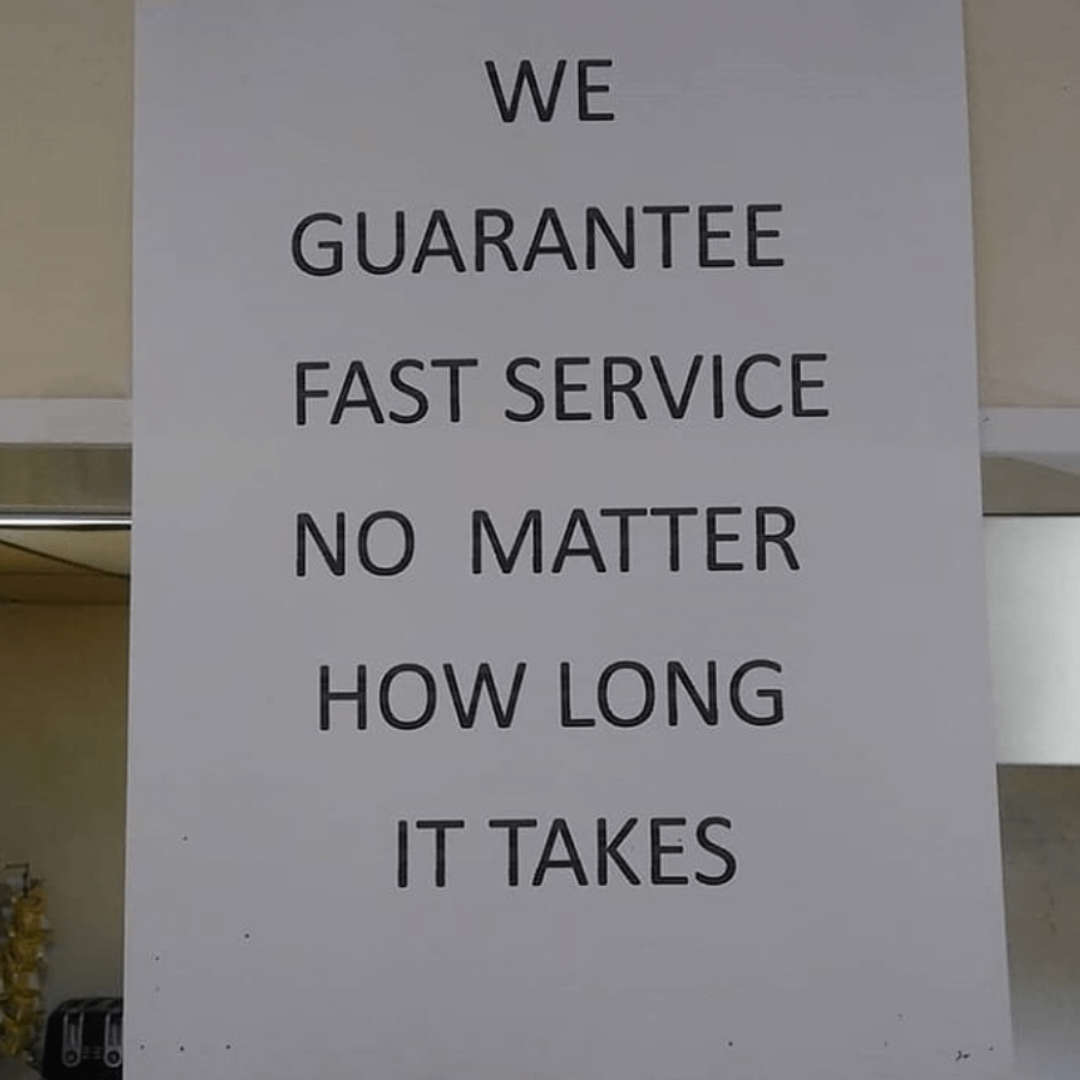 WE
GUARANTEE
FAST SERVICE
NO MATTER
HOW LONG
IT TAKES